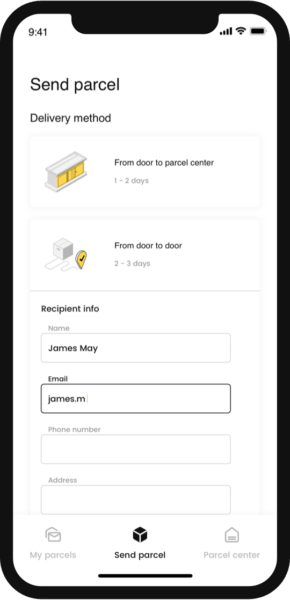 9:41
Send parcel
Delivery method
From door to parcel center
1 - 2 days
From door to door
2 - 3 days
Recipient info
Name
James May
Email
james.m
Phone number
Address
My parcels
Send parcel
Parcel center